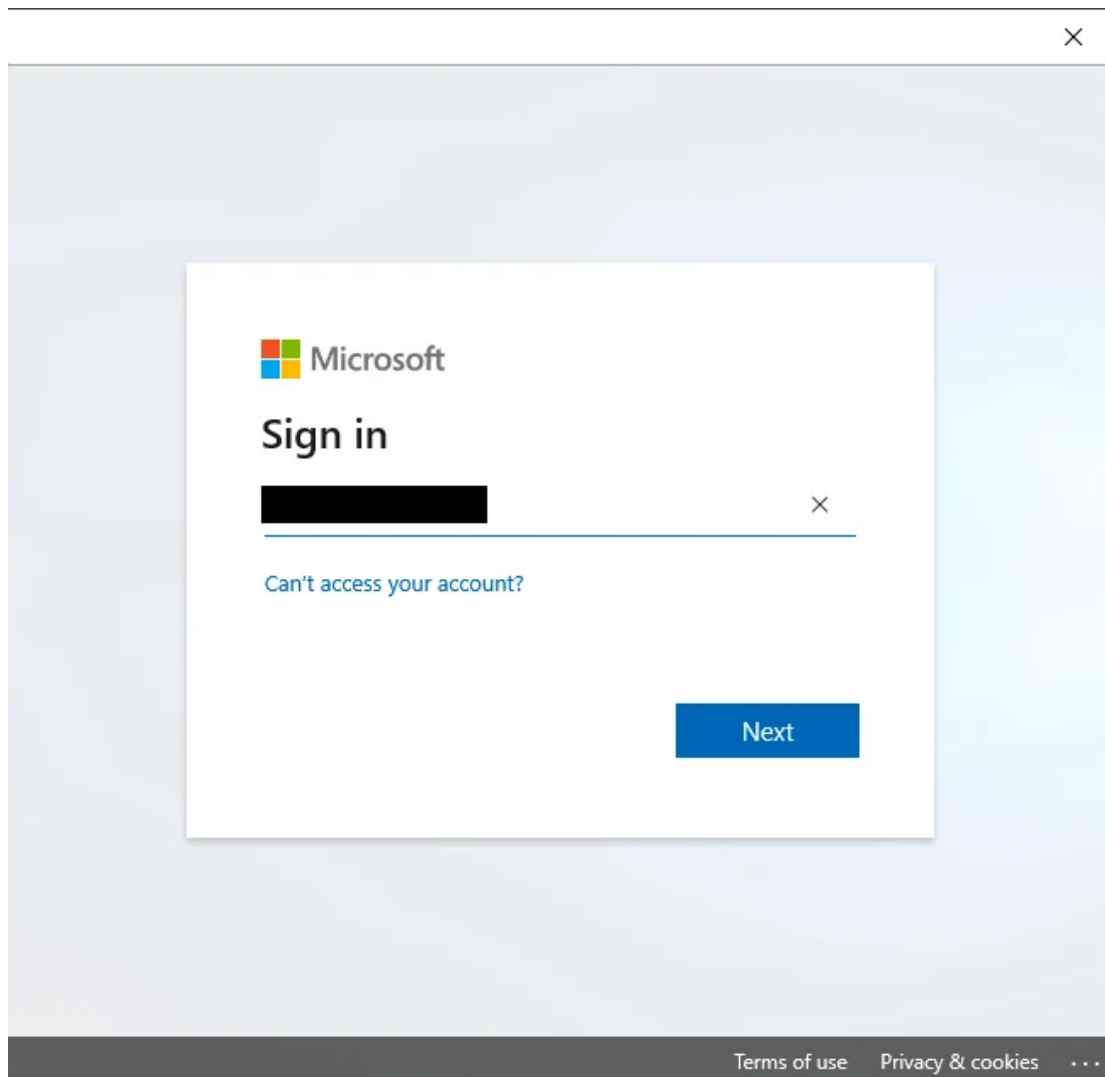 Microsoft
Sign in
Can't access your account?
Next
Terms of use Privacy & cookies ...